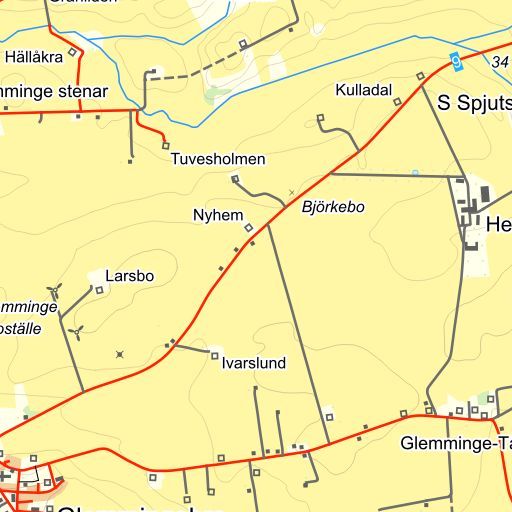 Hällåkra
mminge stenar
9
34
Kulladal
S Spjuts
Tuvesholmen
Björkebo
Nyhem
He
Larsbo
mminge
ställe
Ivarslund
Glemminge-Ta